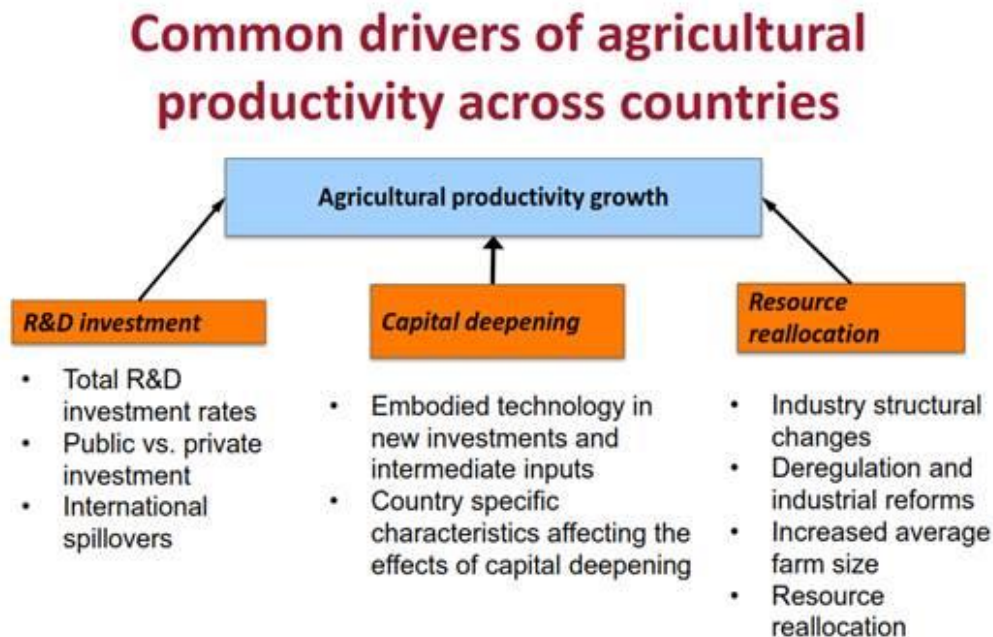 Common drivers of agricultural
productivity across countries
Agricultural productivity growth
R&D investment
• Total R&D
investment rates
• Public vs. private
investment
• International
spillovers
Capital deepening
• Embodied technology in
new investments and
intermediate inputs
• Country specific
characteristics affecting the
effects of capital deepening
Resource
reallocation
• Industry structural
changes
• Deregulation and
industrial reforms
• Increased average
farm size
• Resource
reallocation